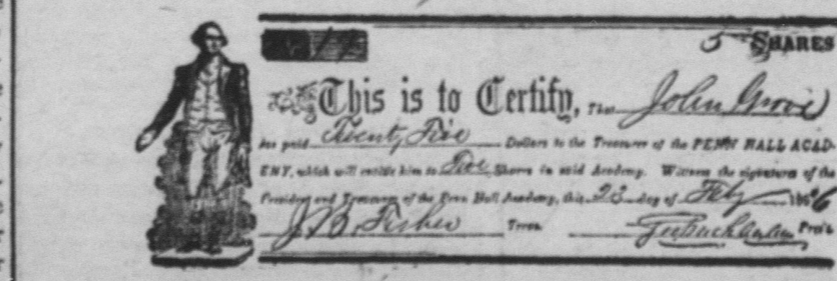 5 SHARES
This is to Certify, That John Grove
has paid Twenty Five Dollars to the Treasurer of the PENN HALL ACAD-
EMY, which will entitle him to Five Shares in said Academy. Witness the signatures of the
President and Treasurer of the Penn Hall Academy, this 23 day of Feby
J B Fisher Treas. Pres't.